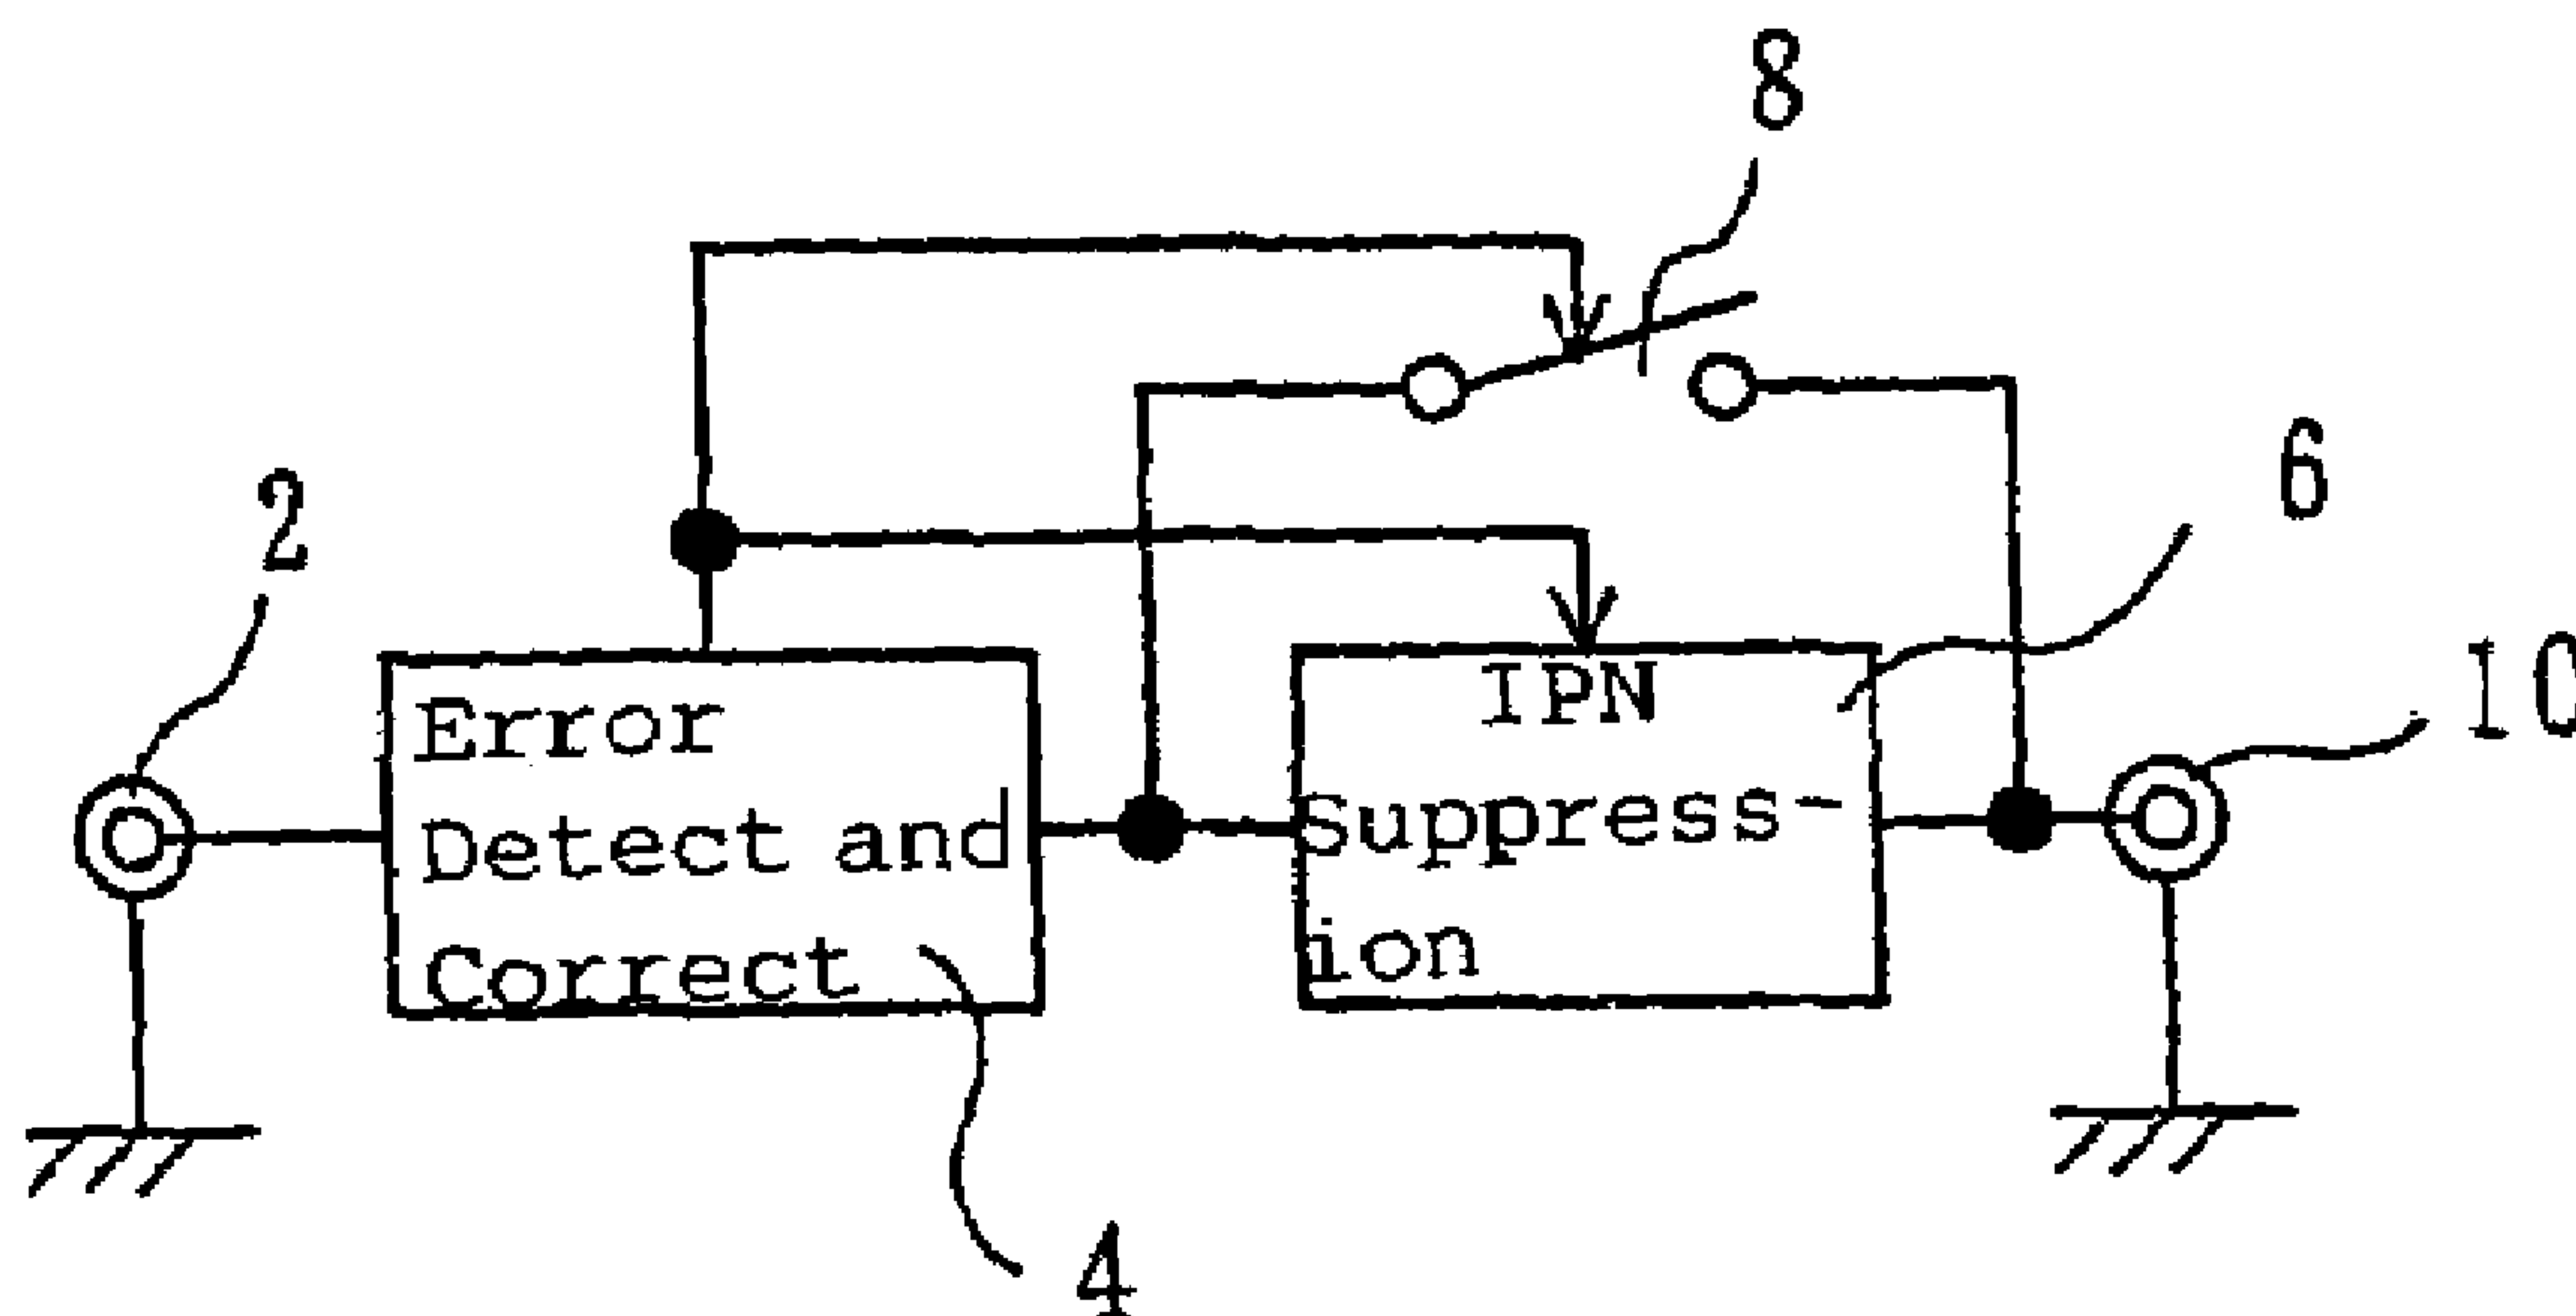 8
6
2
10
IPN
Error
Suppress-
Detect and
ion
Correct
4